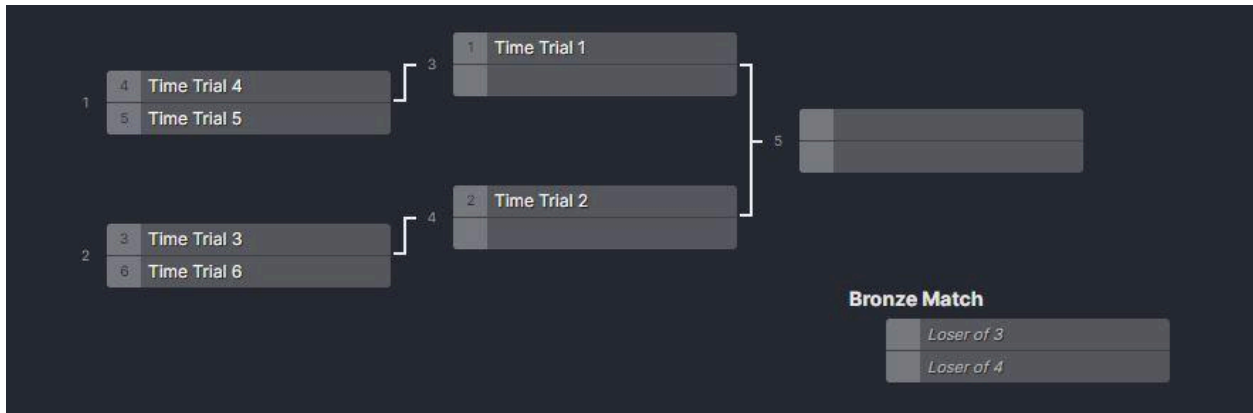 1
4 Time Trial 4
5 Time Trial 5
2
3 Time Trial 3
6 Time Trial 6
3
1 Time Trial 1
4
2 Time Trial 2
5
Bronze Match
Loser of 3
Loser of 4